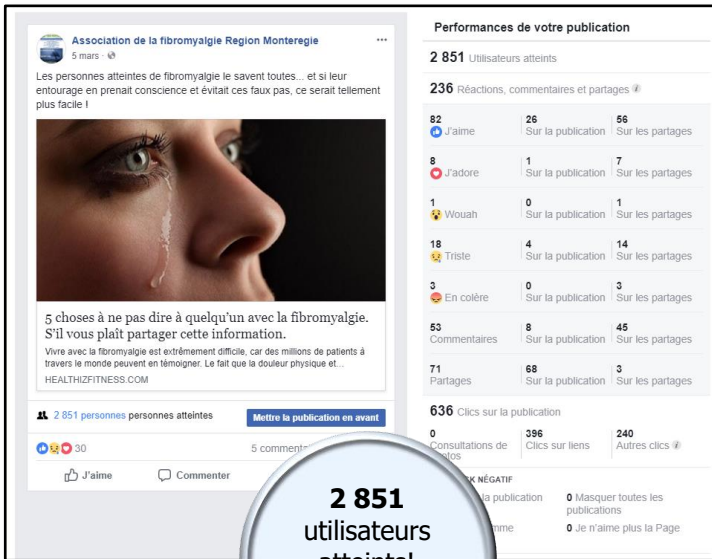 Association de la fibromyalgie Region Monteregie
5 mars
Les personnes atteintes de fibromyalgie le savent toutes... et si leur
entourage en prenait conscience et évitait ces faux pas, ce serait tellement
plus facile !
5 choses à ne pas dire à quelqu'un avec la fibromyalgie.
S'il vous plaît partager cette information.
Vivre avec la fibromyalgie est extrêmement difficile, car des millions de patients à
travers le monde peuvent en témoigner. Le fait que la douleur physique et...
HEALTHIZFITNESS.COM
2 851 personnes personnes atteintes
Mettre la publication en avant
30
5
J'aime
Commenter
Performances de votre publication
2 851 Utilisateurs atteints
236 Réactions, commentaires et partages
82 26 56
J'aime Sur la publication Sur les partages
8 1 7
J'adore Sur la publication Sur les partages
1 0 1
Wouah Sur la publication Sur les partages
18 4 14
Triste Sur la publication Sur les partages
3 0 3
En colère Sur la publication Sur les partages
53 8 45
Commentaires Sur la publication Sur les partages
71 68 3
Partages Sur la publication Sur les partages
636 Clics sur la publication
0 396 240
Consultations de Clics sur liens Autres clics
NÉGATIF
la publication 0 Masquer toutes les
publications
0 Je n'aime plus la Page
2 851
utilisateurs
atteints!